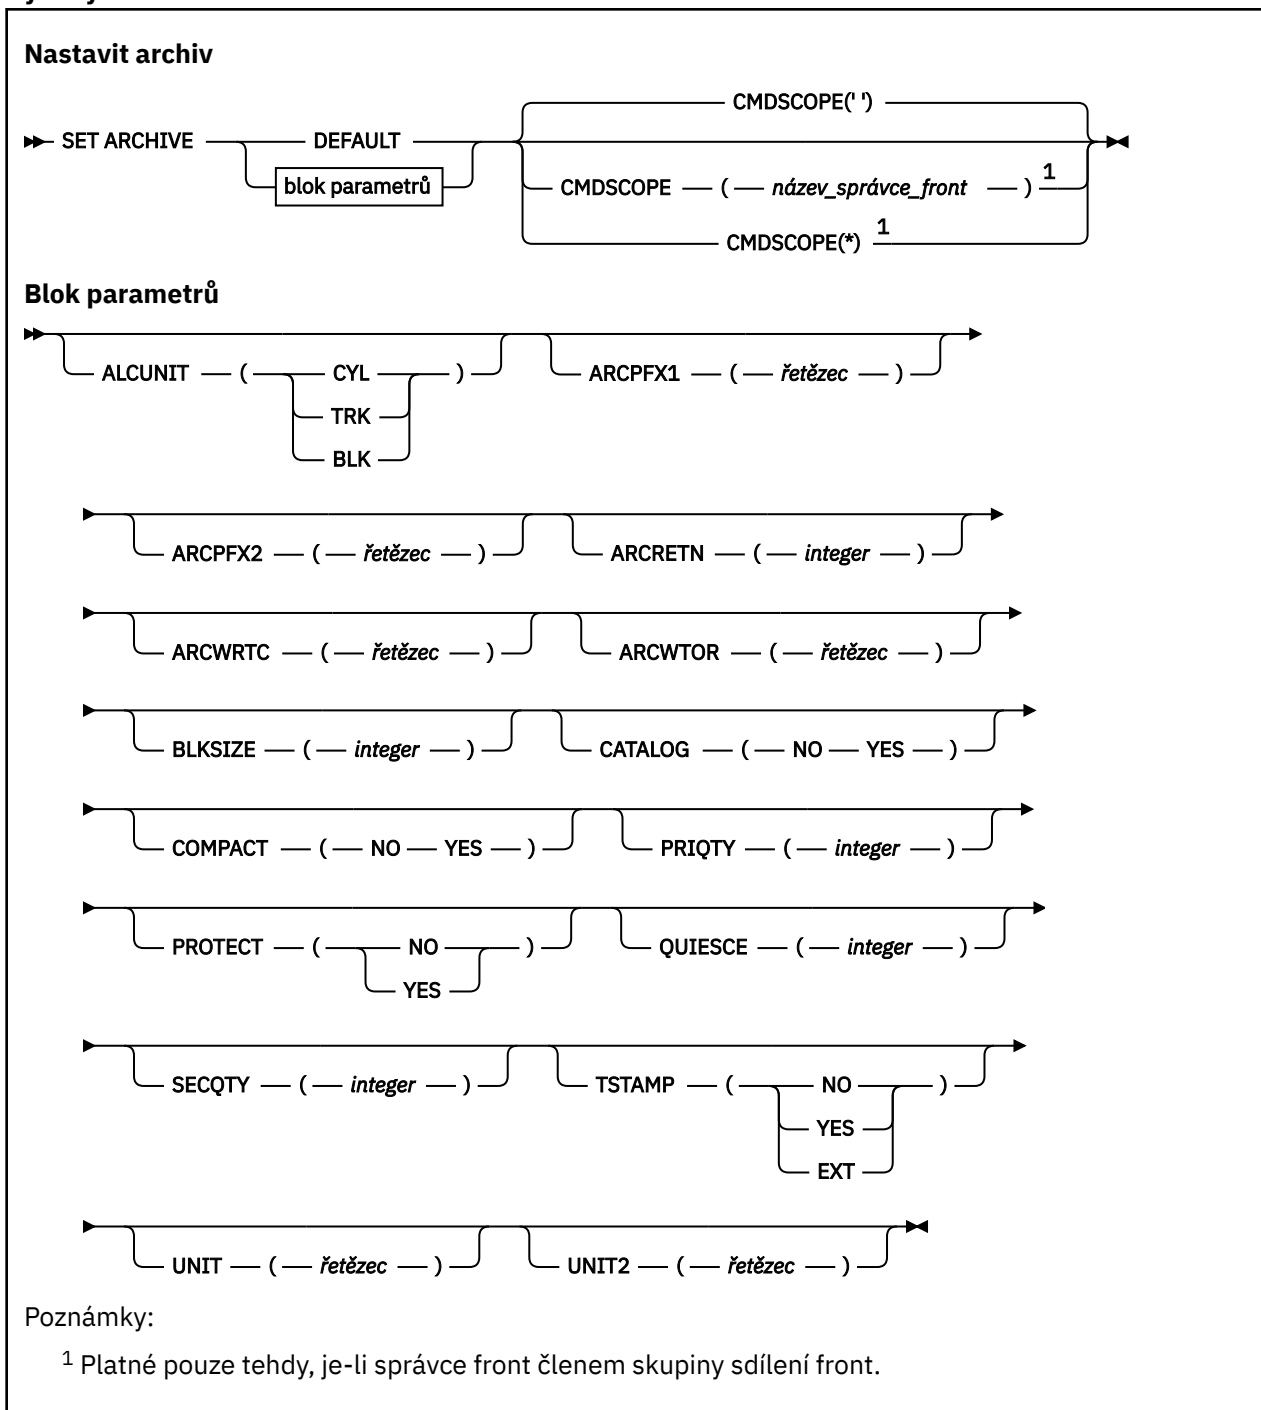 Nastavit archiv
CMDSCOPE(' ')
SET ARCHIVE DEFAULT
blok parametrů
CMDSCOPE ( název_správce_front ) 1
CMDSCOPE(*) 1
Blok parametrů
ALCUNIT ( CYL ) ARCPFX1 ( řetězec )
TRK
BLK
ARCPFX2 ( řetězec ) ARCRETN ( integer )
ARCWRTC ( řetězec ) ARCWTOR ( řetězec )
BLKSIZE ( integer ) CATALOG ( NO YES )
COMPACT ( NO YES ) PRIQTY ( integer )
PROTECT ( NO ) QUIESCE ( integer )
YES
SECQTY ( integer ) TSTAMP ( NO )
YES
EXT
UNIT ( řetězec ) UNIT2 ( řetězec )
Poznámky:
1 Platné pouze tehdy, je-li správce front členem skupiny sdílení front.